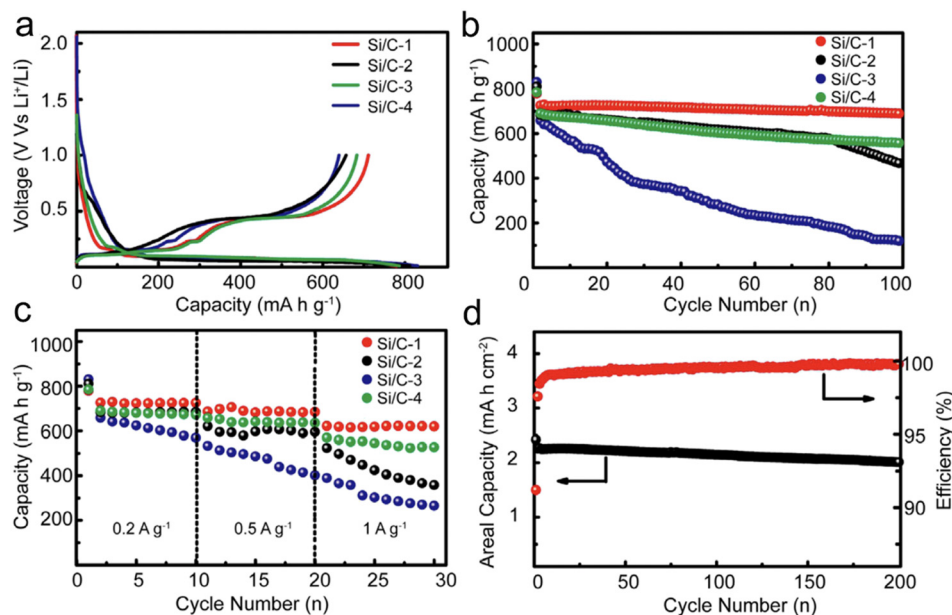 a
Voltage (V Vs Li⁺/Li)
2.0
1.5
1.0
0.5
0 200 400 600 800
Capacity (mA h g⁻¹)
Si/C-1
Si/C-2
Si/C-3
Si/C-4
b
Capacity (mA h g⁻¹)
1000
800
600
400
200
0 20 40 60 80 100
Cycle Number (n)
Si/C-1
Si/C-2
Si/C-3
Si/C-4
c
Capacity (mA h g⁻¹)
1000
800
600
400
200
0 5 10 15 20 25 30
Cycle Number (n)
Si/C-1
Si/C-2
Si/C-3
Si/C-4
0.2 A g⁻¹ 0.5 A g⁻¹ 1 A g⁻¹
d
Areal Capacity (mA h cm⁻²)
4
3
2
1
0 50 100 150 200
Cycle Number (n)
100
95
90
Efficiency (%)